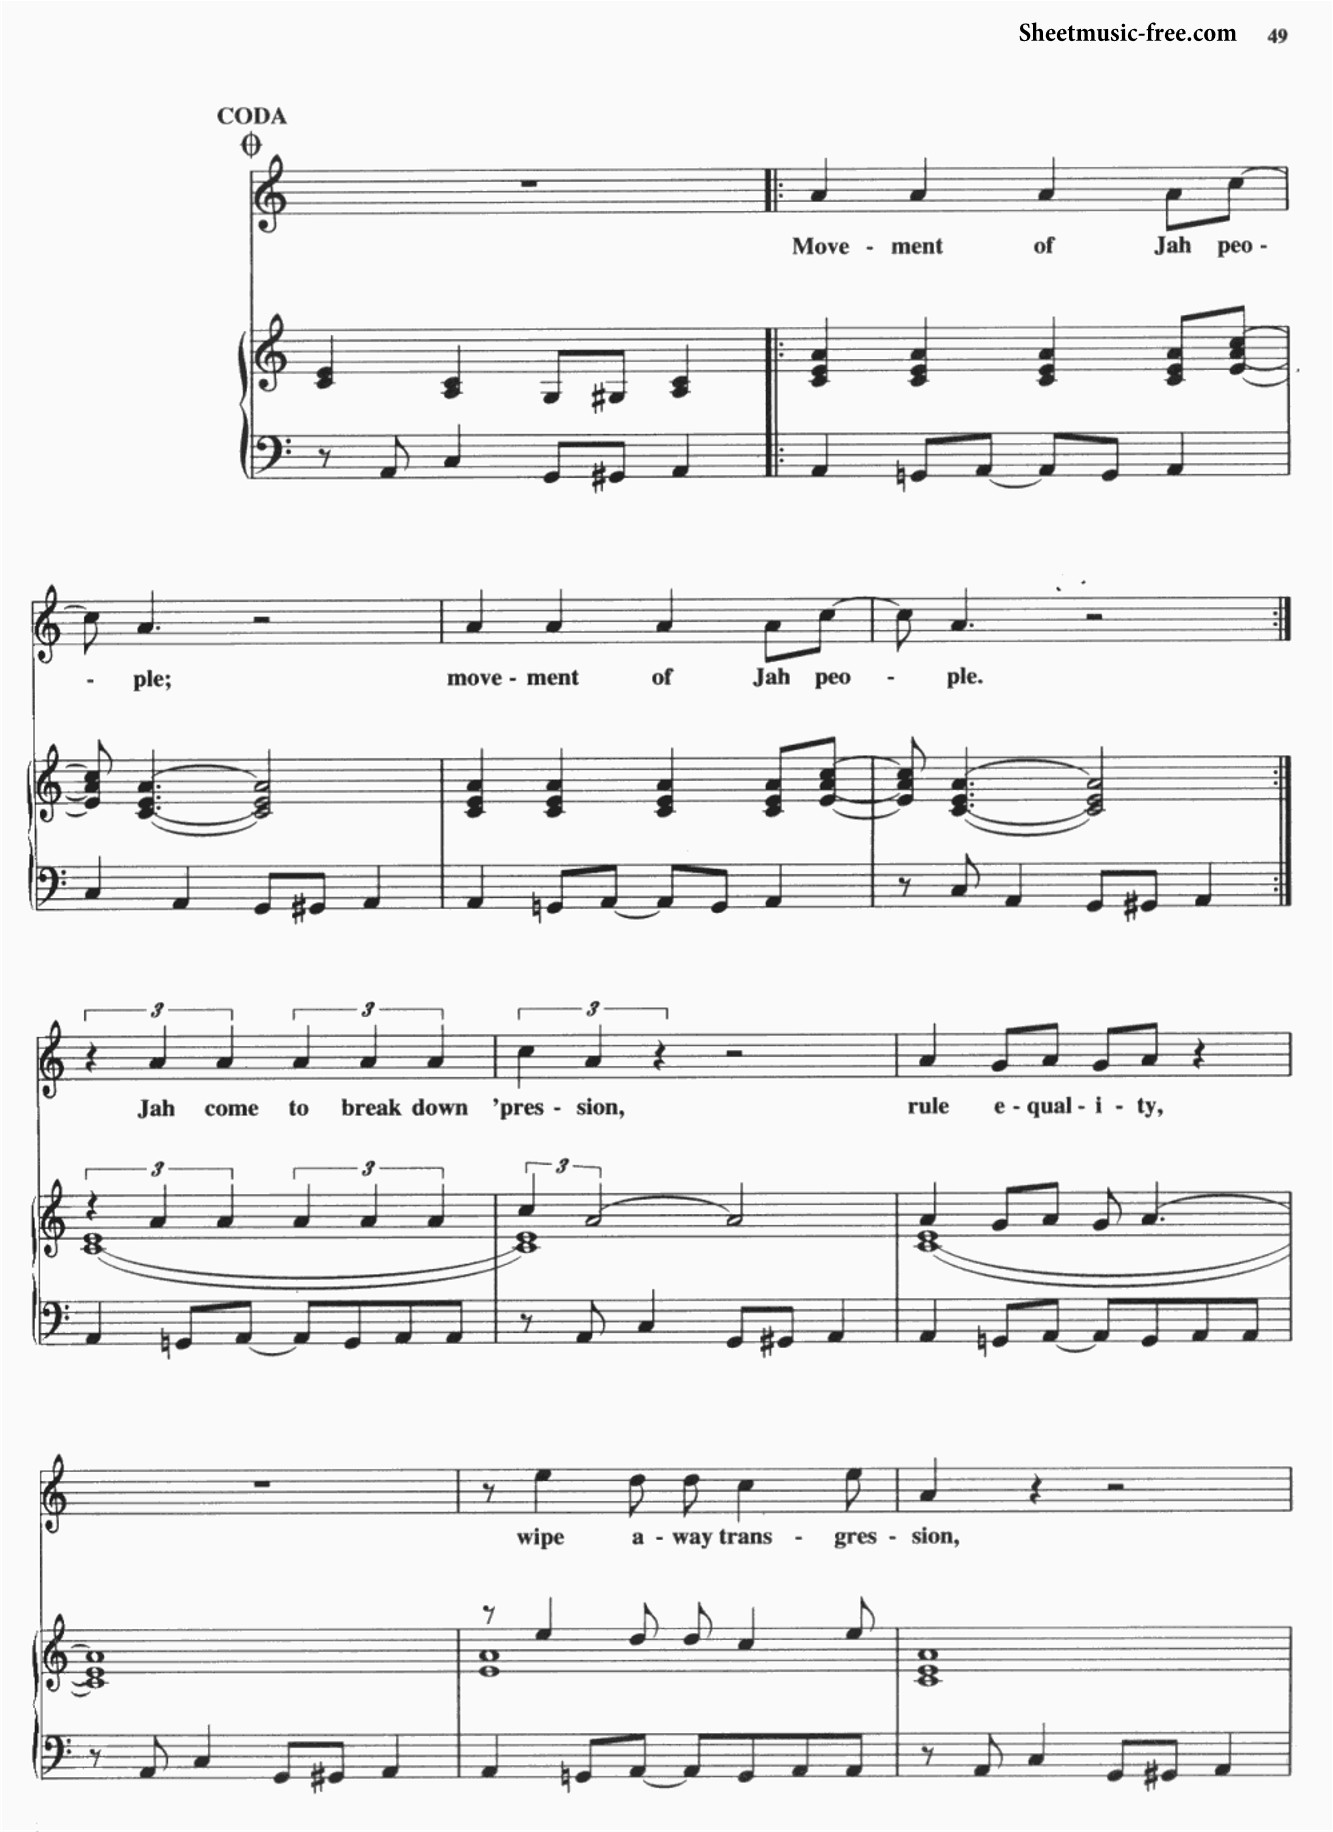 Sheetmusic-free.com 49
CODA
Move - ment of Jah peo -
- ple; move - ment of Jah peo - ple.
3 3 3
Jah come to break down 'pres - sion, rule e - qual - i - ty,
3 3 3
wipe a - way trans - gres - sion,